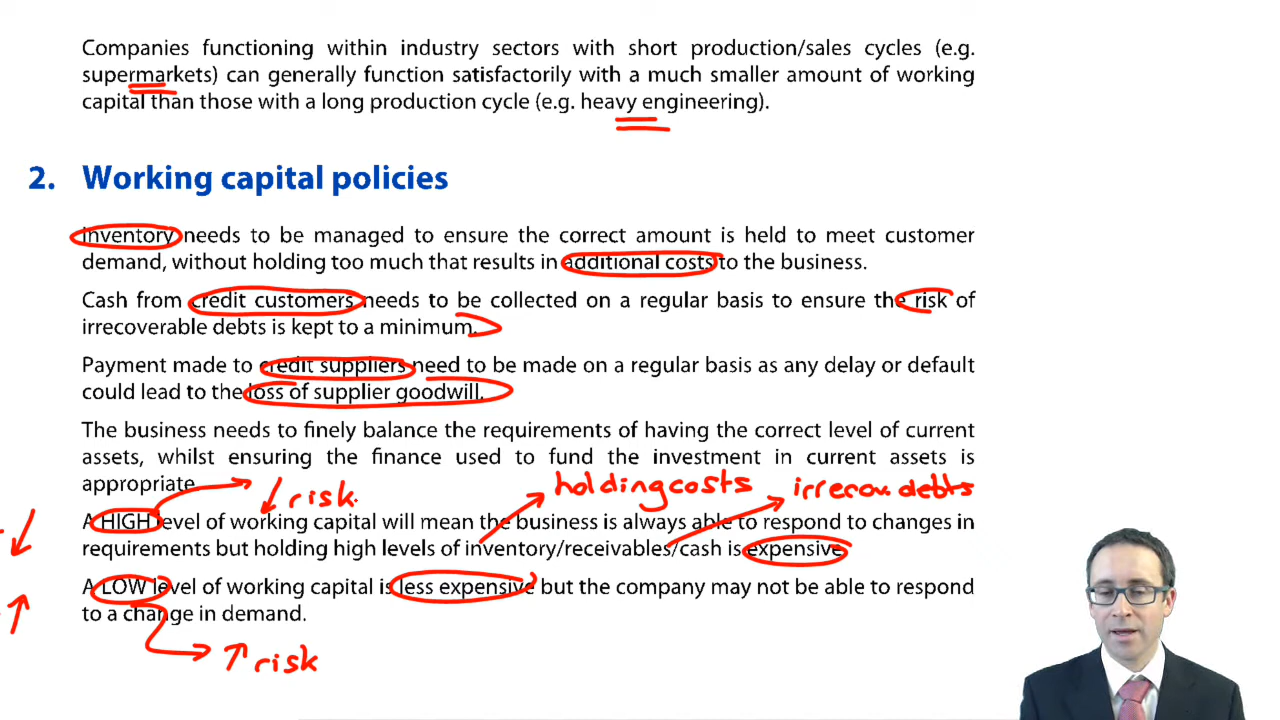 Companies functioning within industry sectors with short production/sales cycles (e.g.
supermarkets) can generally function satisfactorily with a much smaller amount of working
capital than those with a long production cycle (e.g. heavy engineering).
2. Working capital policies
Inventory needs to be managed to ensure the correct amount is held to meet customer
demand, without holding too much that results in additional costs to the business.
Cash from credit customers needs to be collected on a regular basis to ensure the risk of
irrecoverable debts is kept to a minimum.
Payment made to credit suppliers need to be made on a regular basis as any delay or default
could lead to the loss of supplier goodwill.
The business needs to finely balance the requirements of having the correct level of current
assets, whilst ensuring the finance used to fund the investment in current assets is
appropriate
↓ risk holding costs irrecov. debts
A HIGH level of working capital will mean the business is always able to respond to changes in
requirements but holding high levels of inventory/receivables/cash is expensive
A LOW level of working capital is less expensive but the company may not be able to respond
to a change in demand.
↑ risk